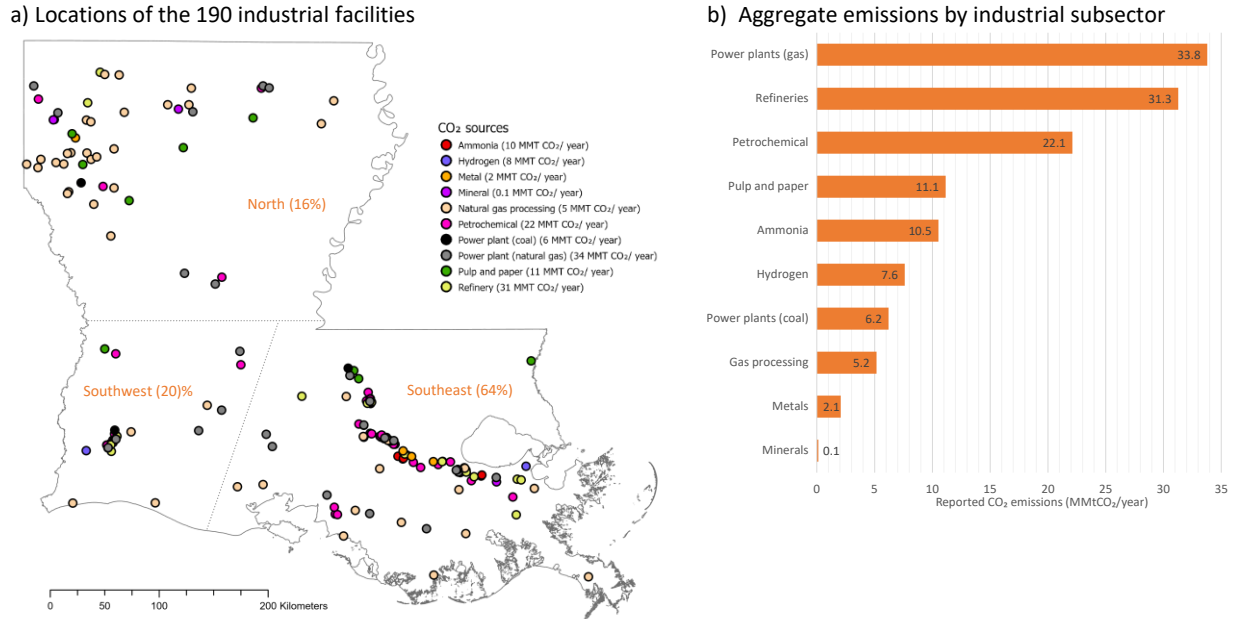 a) Locations of the 190 industrial facilities
CO₂ sources
Ammonia (10 MMT CO₂/ year)
Hydrogen (8 MMT CO₂/ year)
Metal (2 MMT CO₂/ year)
Mineral (0.1 MMT CO₂/ year)
Natural gas processing (5 MMT CO₂/ year)
Petrochemical (22 MMT CO₂/ year)
Power plant (coal) (6 MMT CO₂/ year)
Power plant (natural gas) (34 MMT CO₂/ year)
Pulp and paper (11 MMT CO₂/ year)
Refinery (31 MMT CO₂/ year)
North (16%)
Southwest (20)%
Southeast (64%)
0 50 100 200 Kilometers
b) Aggregate emissions by industrial subsector
Power plants (gas) 33.8
Refineries 31.3
Petrochemical 22.1
Pulp and paper 11.1
Ammonia 10.5
Hydrogen 7.6
Power plants (coal) 6.2
Gas processing 5.2
Metals 2.1
Minerals 0.1
0 5 10 15 20 25 30 35
Reported CO₂ emissions (MMtCO₂/year)